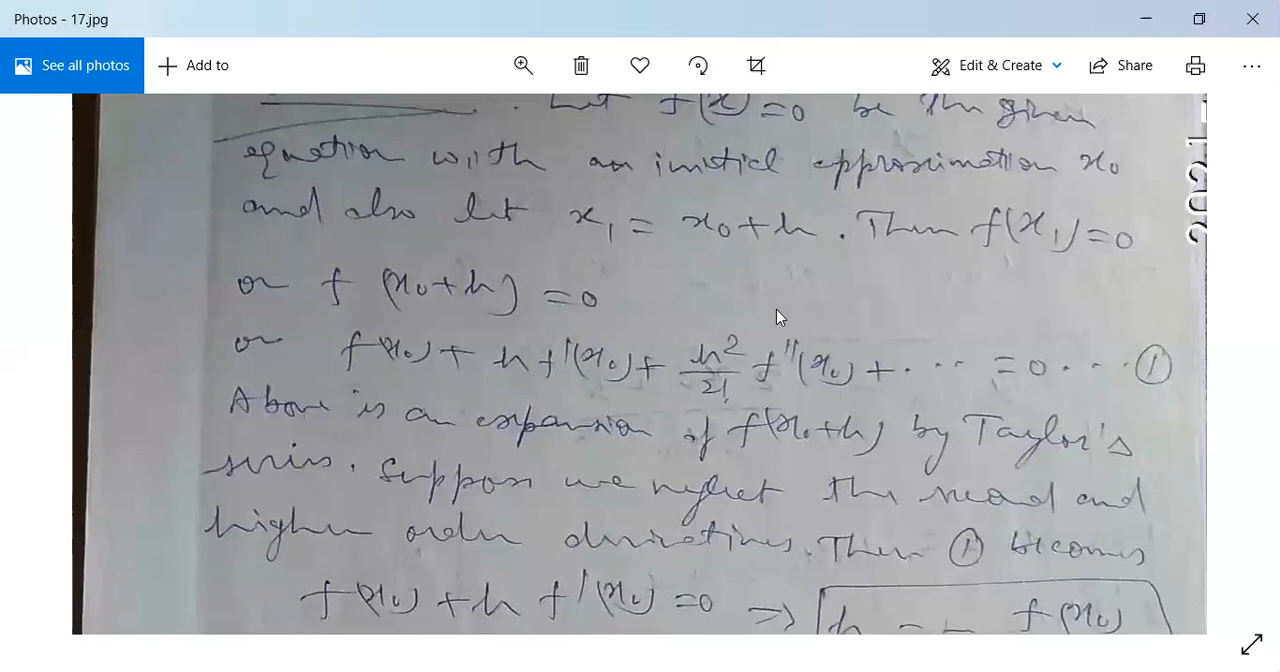 Photos - 17.jpg
See all photos
Add to
Edit & Create
Share
Let f(x) = 0 be the given
equation with an initial approximation x₀
and also let x₁ = x₀ + h. Then f(x₁) = 0
or f(x₀+h) = 0
or f(x₀) + h f'(x₀) + h²/2! f''(x₀) + .... = 0 .... ①
Above is an expansion of f(x₀+h) by Taylor's
series. Suppose we neglect the second and
higher order derivatives. Then ① becomes
f(x₀) + h f'(x₀) = 0 ⇒ h = - f(x₀)
2021